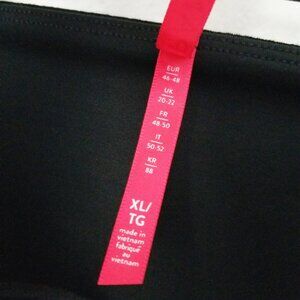 EUR
46-48
UK
20-22
FR
48-50
IT
50-52
KR
88
XL/
TG
made in
vietnam
fabriqué
au
vietnam